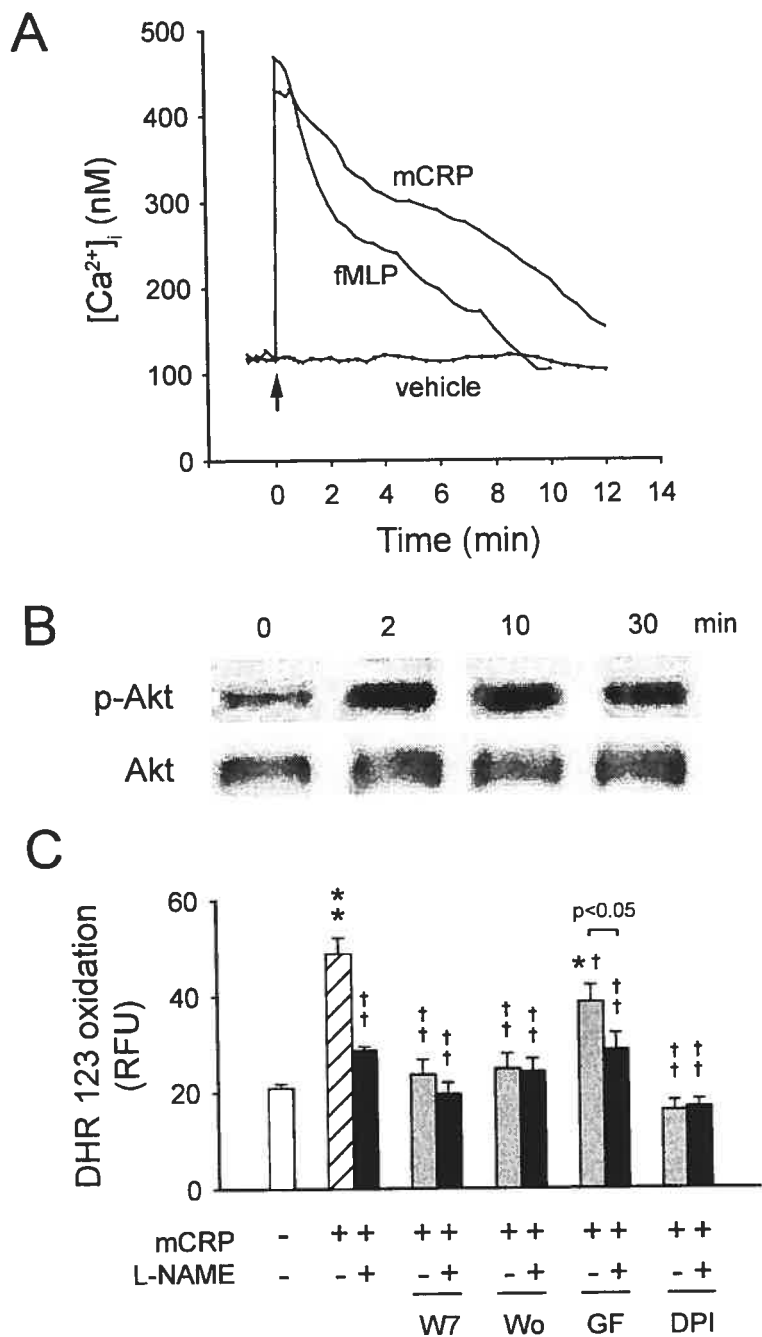 A
500
400
300
200
100
0
[Ca²⁺]ᵢ (nM)
mCRP
fMLP
vehicle
0 2 4 6 8 10 12 14
Time (min)
B
0 2 10 30 min
p-Akt
Akt
C
60
40
20
0
DHR 123 oxidation
(RFU)
*
*
†
†
†
†
†
†
†
†
†
†
p<0.05
* †
†
†
†
†
†
†
mCRP - + + + + + + + + + +
L-NAME - - + - + - + - + - +
W7 Wo GF DPI